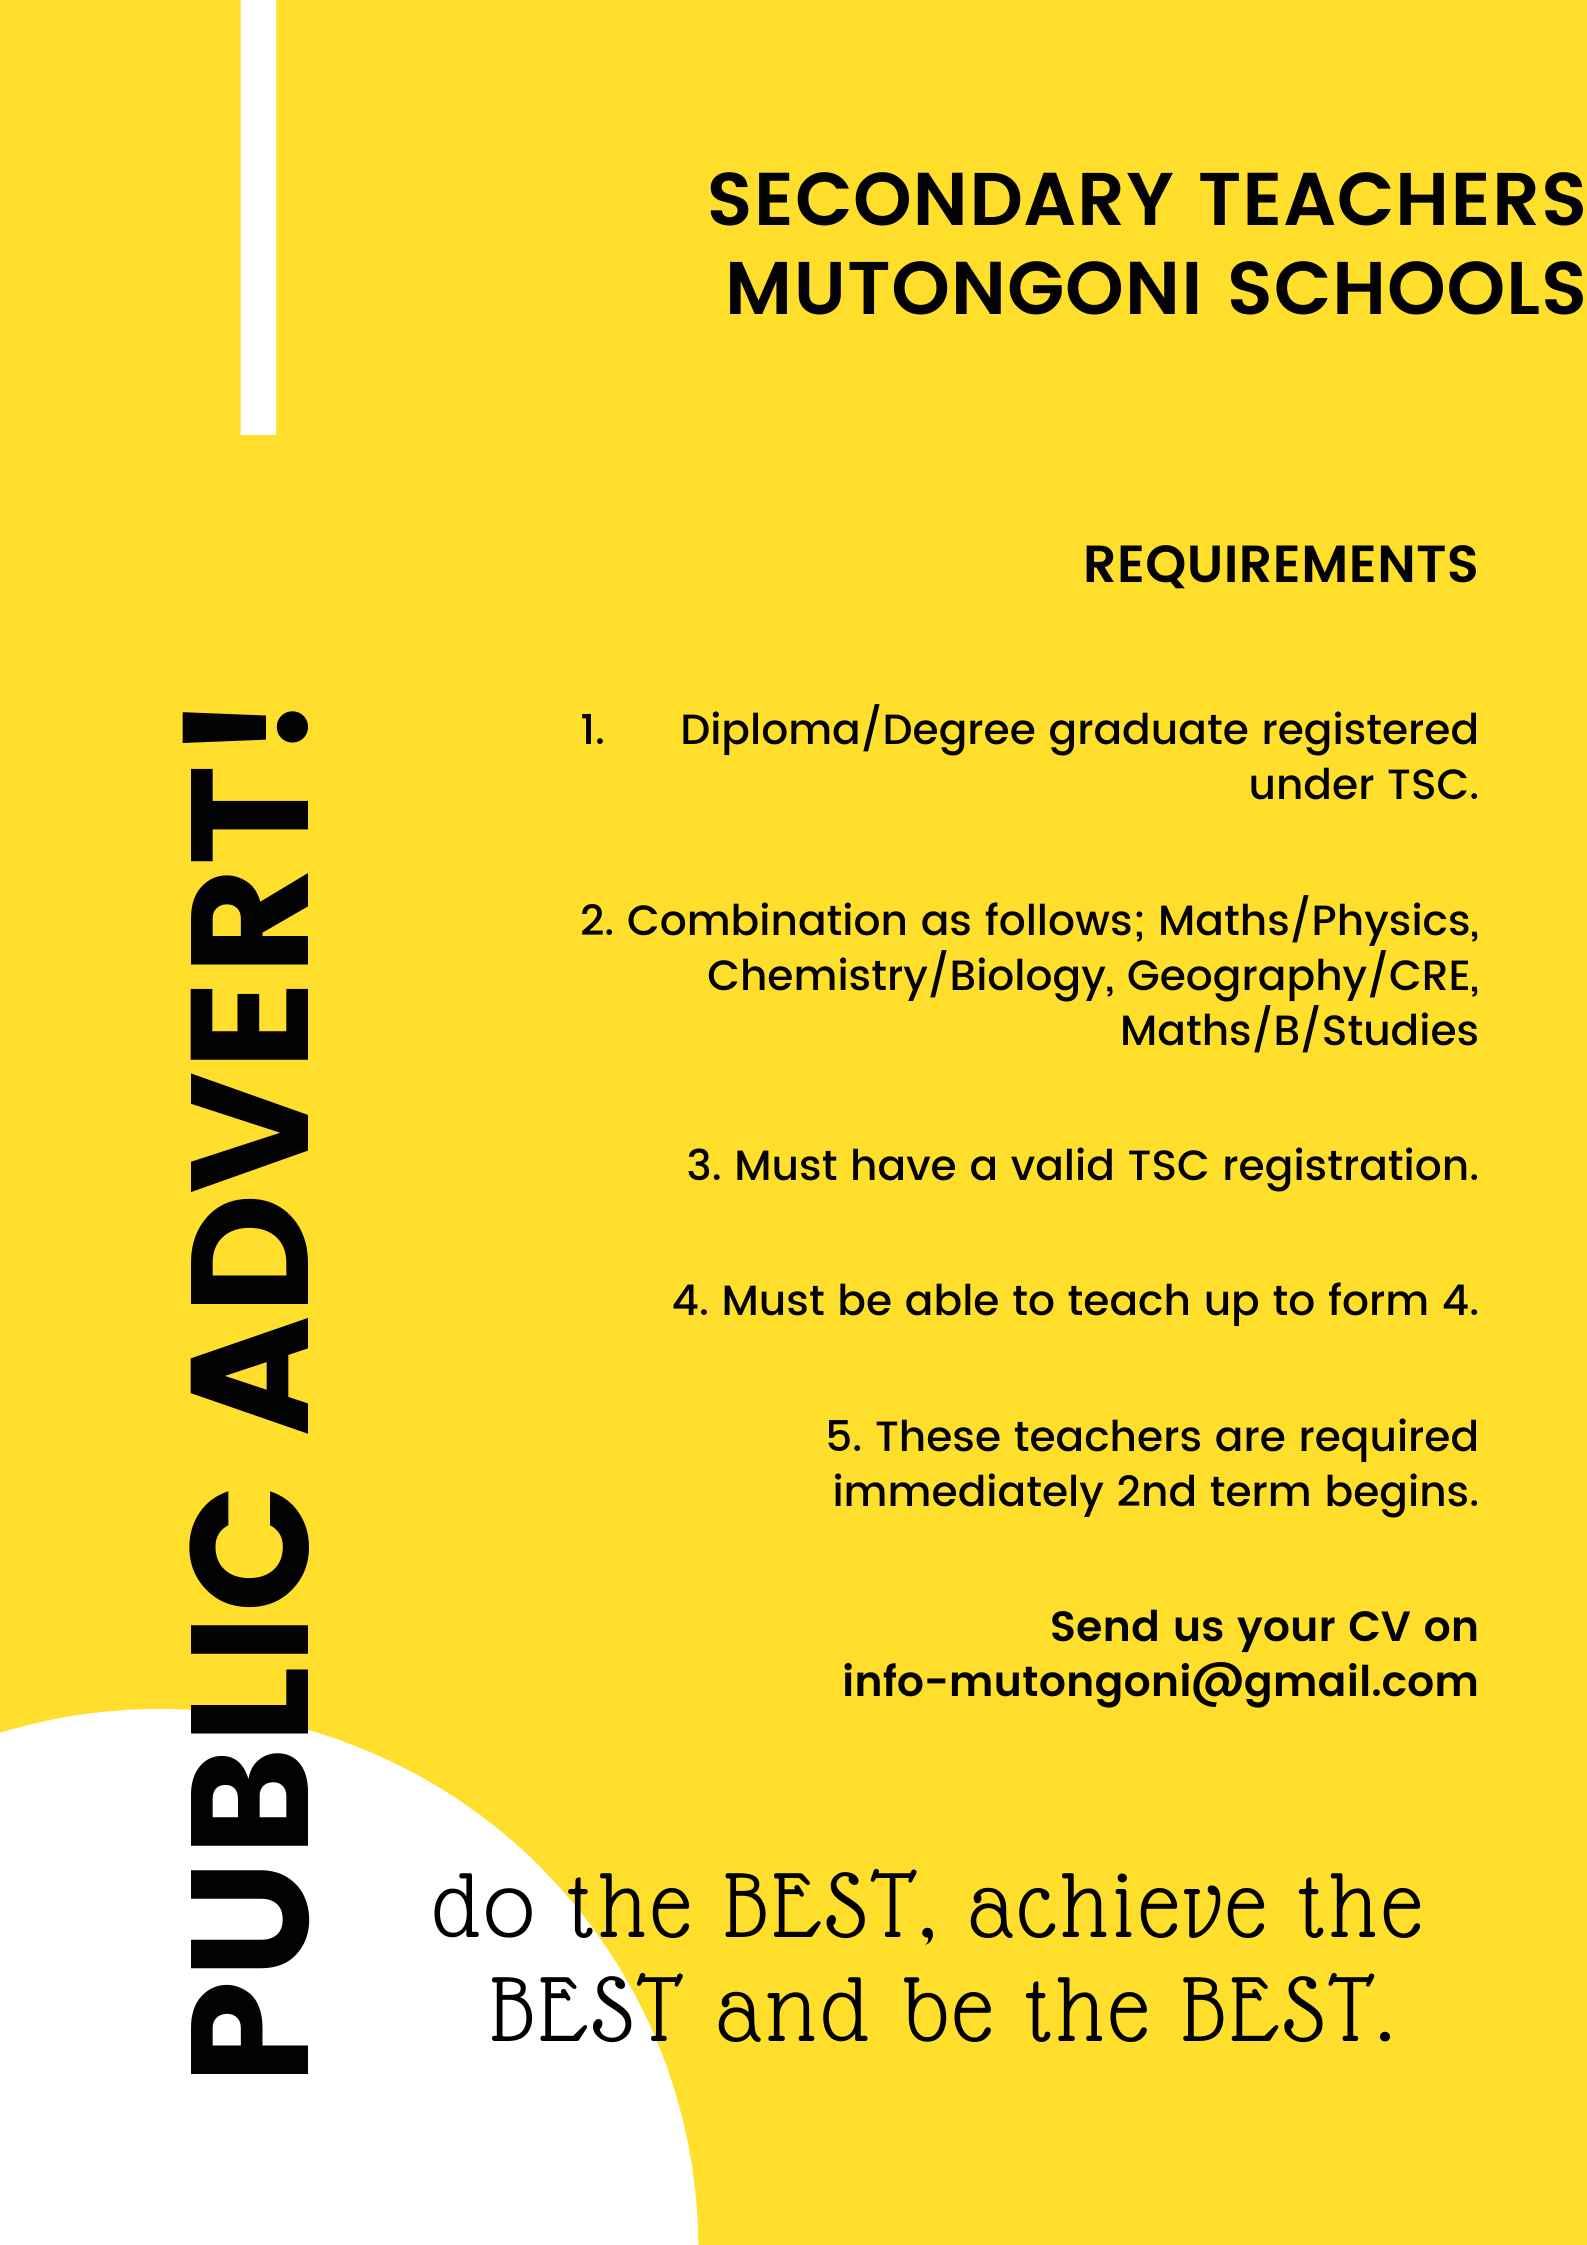 SECONDARY TEACHERS
MUTONGONI SCHOOLS
REQUIREMENTS
1. Diploma/Degree graduate registered
under TSC.
2. Combination as follows; Maths/Physics,
Chemistry/Biology, Geography/CRE,
Maths/B/Studies
3. Must have a valid TSC registration.
4. Must be able to teach up to form 4.
5. These teachers are required
immediately 2nd term begins.
Send us your CV on
info-mutongoni@gmail.com
PUBLIC ADVERT!
do the BEST, achieve the
BEST and be the BEST.